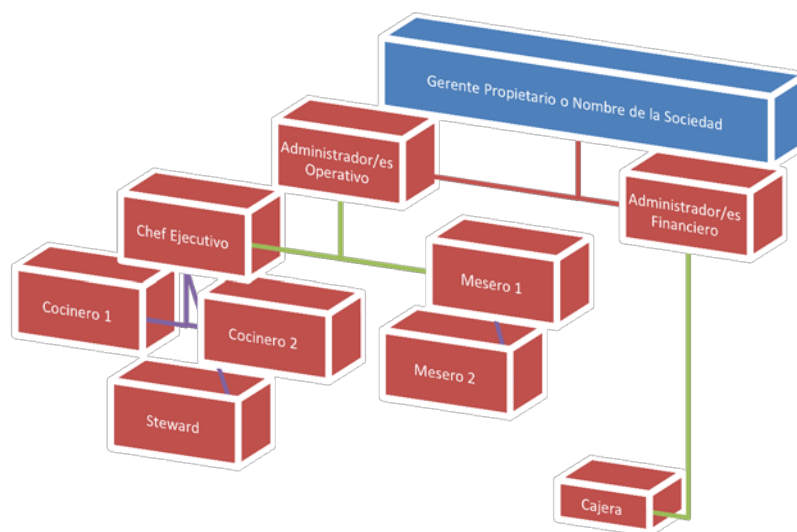 Gerente Propietario o Nombre de la Sociedad
Administrador/es
Operativo
Administrador/es
Financiero
Chef Ejecutivo
Mesero 1
Cocinero 1
Cocinero 2
Mesero 2
Steward
Cajera